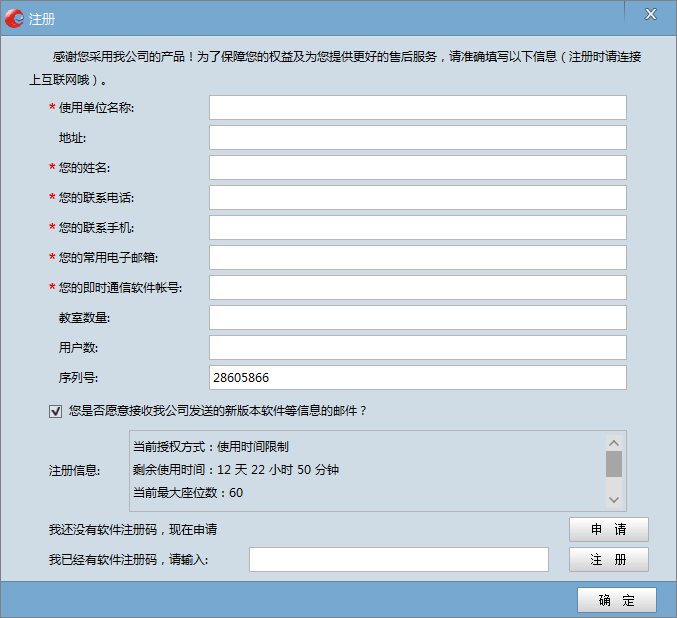 注册
感谢您采用我公司的产品！为了保障您的权益及为您提供更好的售后服务，请准确填写以下信息（注册时请连接
上互联网哦）。
* 使用单位名称:
地址:
* 您的姓名:
* 您的联系电话:
* 您的联系手机:
* 您的常用电子邮箱:
* 您的即时通信软件帐号:
教室数量:
用户数:
序列号: 28605866
您是否愿意接收我公司发送的新版本软件等信息的邮件？
注册信息:
当前授权方式：使用时间限制
剩余使用时间：12 天 22 小时 50 分钟
当前最大座位数：60
我还没有软件注册码，现在申请 申 请
我已经有软件注册码，请输入: 注 册
确 定